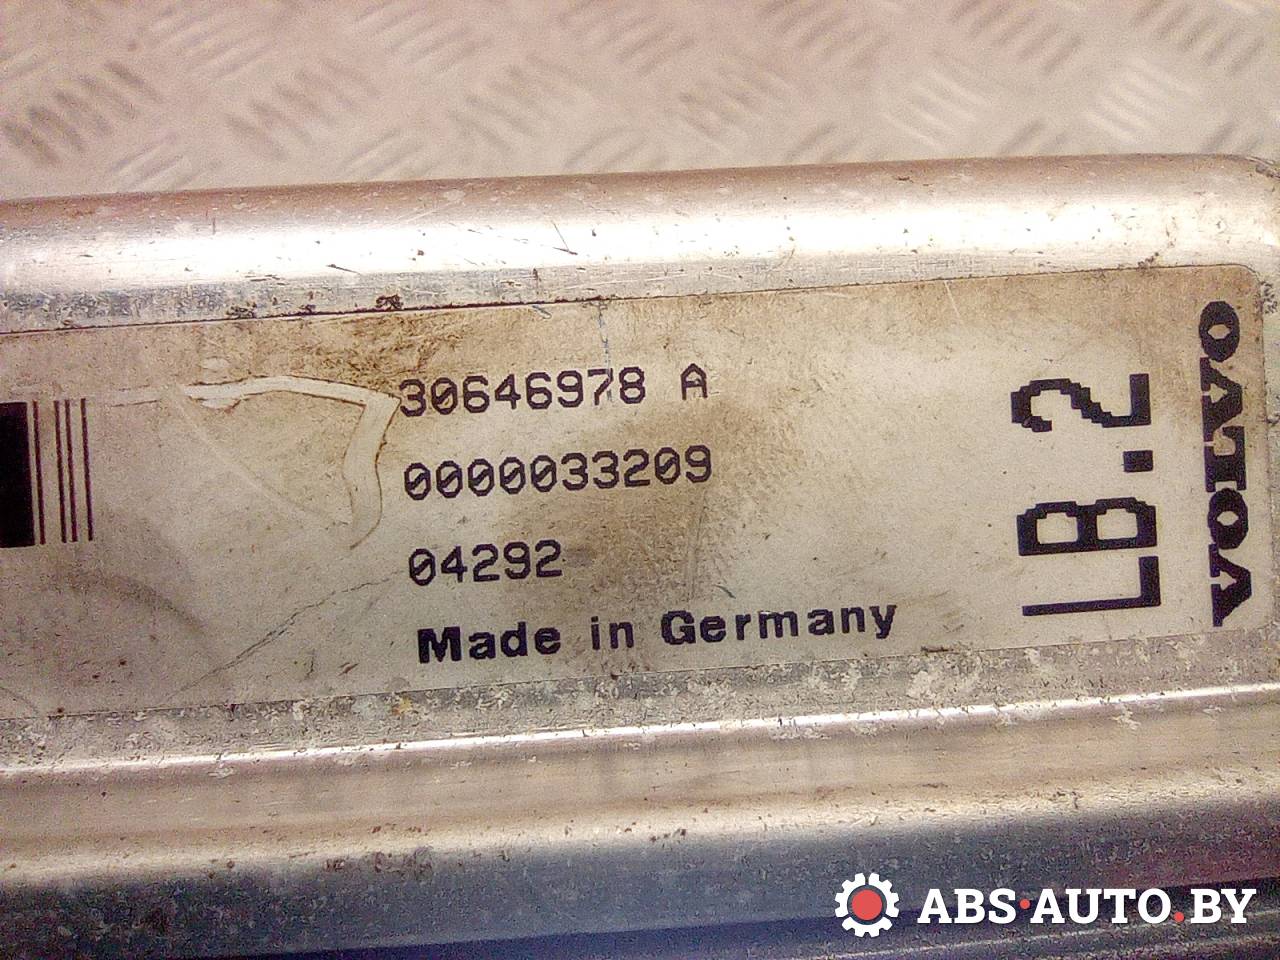 30646978 A
0000033209
04292
Made in Germany
LB.2
VOLVO
ABS·AUTO.BY